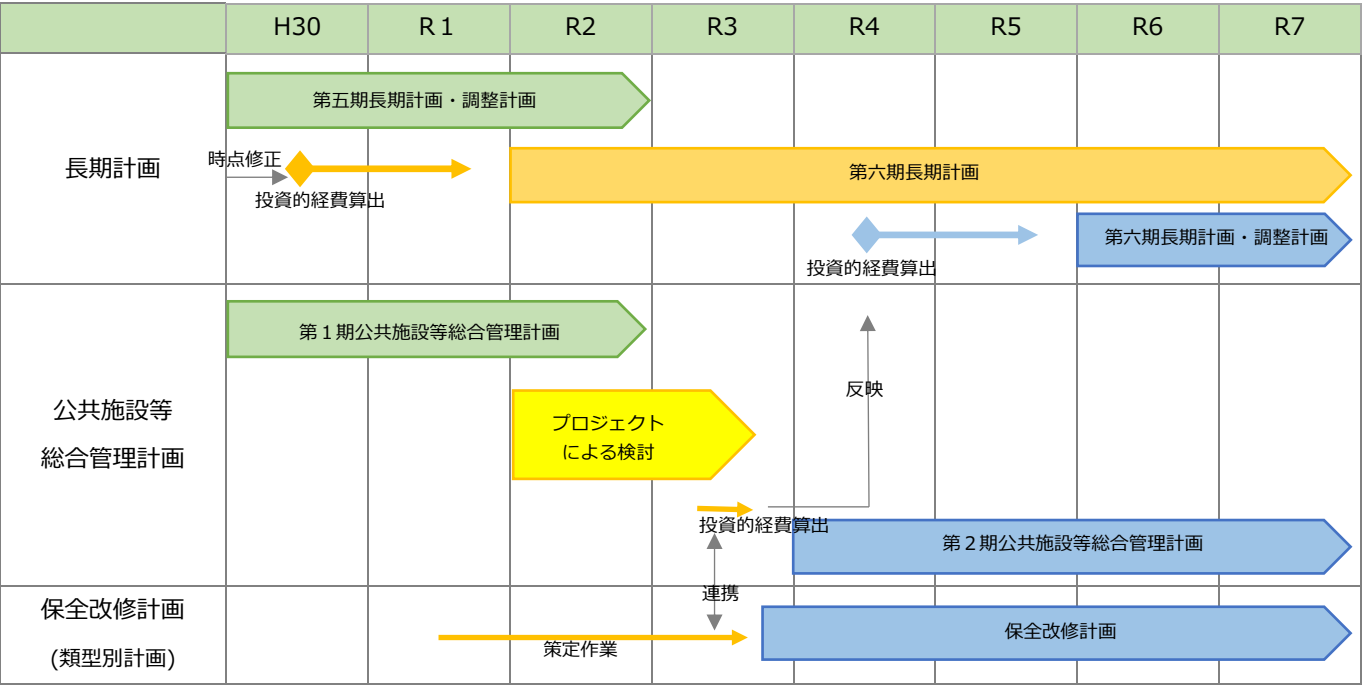 H30 R1 R2 R3 R4 R5 R6 R7
第五期長期計画・調整計画
長期計画
時点修正
投資的経費算出
第六期長期計画
第六期長期計画・調整計画
投資的経費算出
公共施設等
総合管理計画
第1期公共施設等総合管理計画
プロジェクト
による検討
反映
投資的経費算出
第2期公共施設等総合管理計画
連携
保全改修計画
(類型別計画)
策定作業
保全改修計画